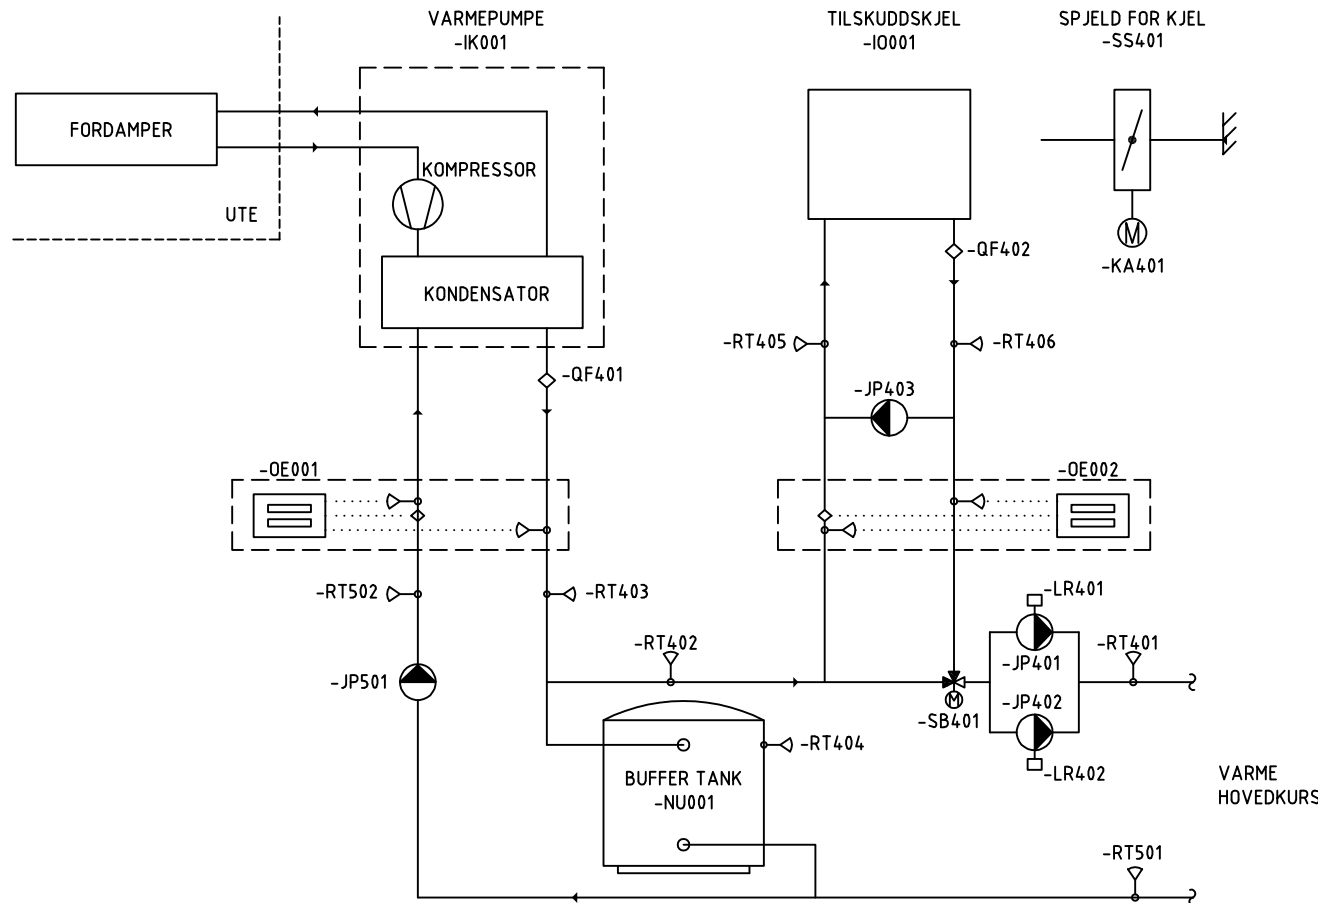 VARMEPUMPE
-IK001
TILSKUDDSKJEL
-IO001
SPJELD FOR KJEL
-SS401
FORDAMPER
KOMPRESSOR
UTE
M
-KA401
-QF402
KONDENSATOR
-RT405
-RT406
-QF401
-JP403
-OE001
-OE002
-RT502
-RT403
-LR401
-RT402
-RT401
-JP401
-JP501
-JP402
M
-SB401
-RT404
-LR402
BUFFER TANK
-NU001
VARME
HOVEDKURS
-RT501